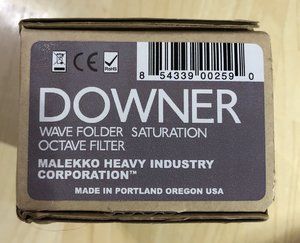 CE RoHS
8 54339 00259 0
DOWNER
WAVE FOLDER SATURATION
OCTAVE FILTER
MALEKKO HEAVY INDUSTRY
CORPORATION™
MADE IN PORTLAND OREGON USA